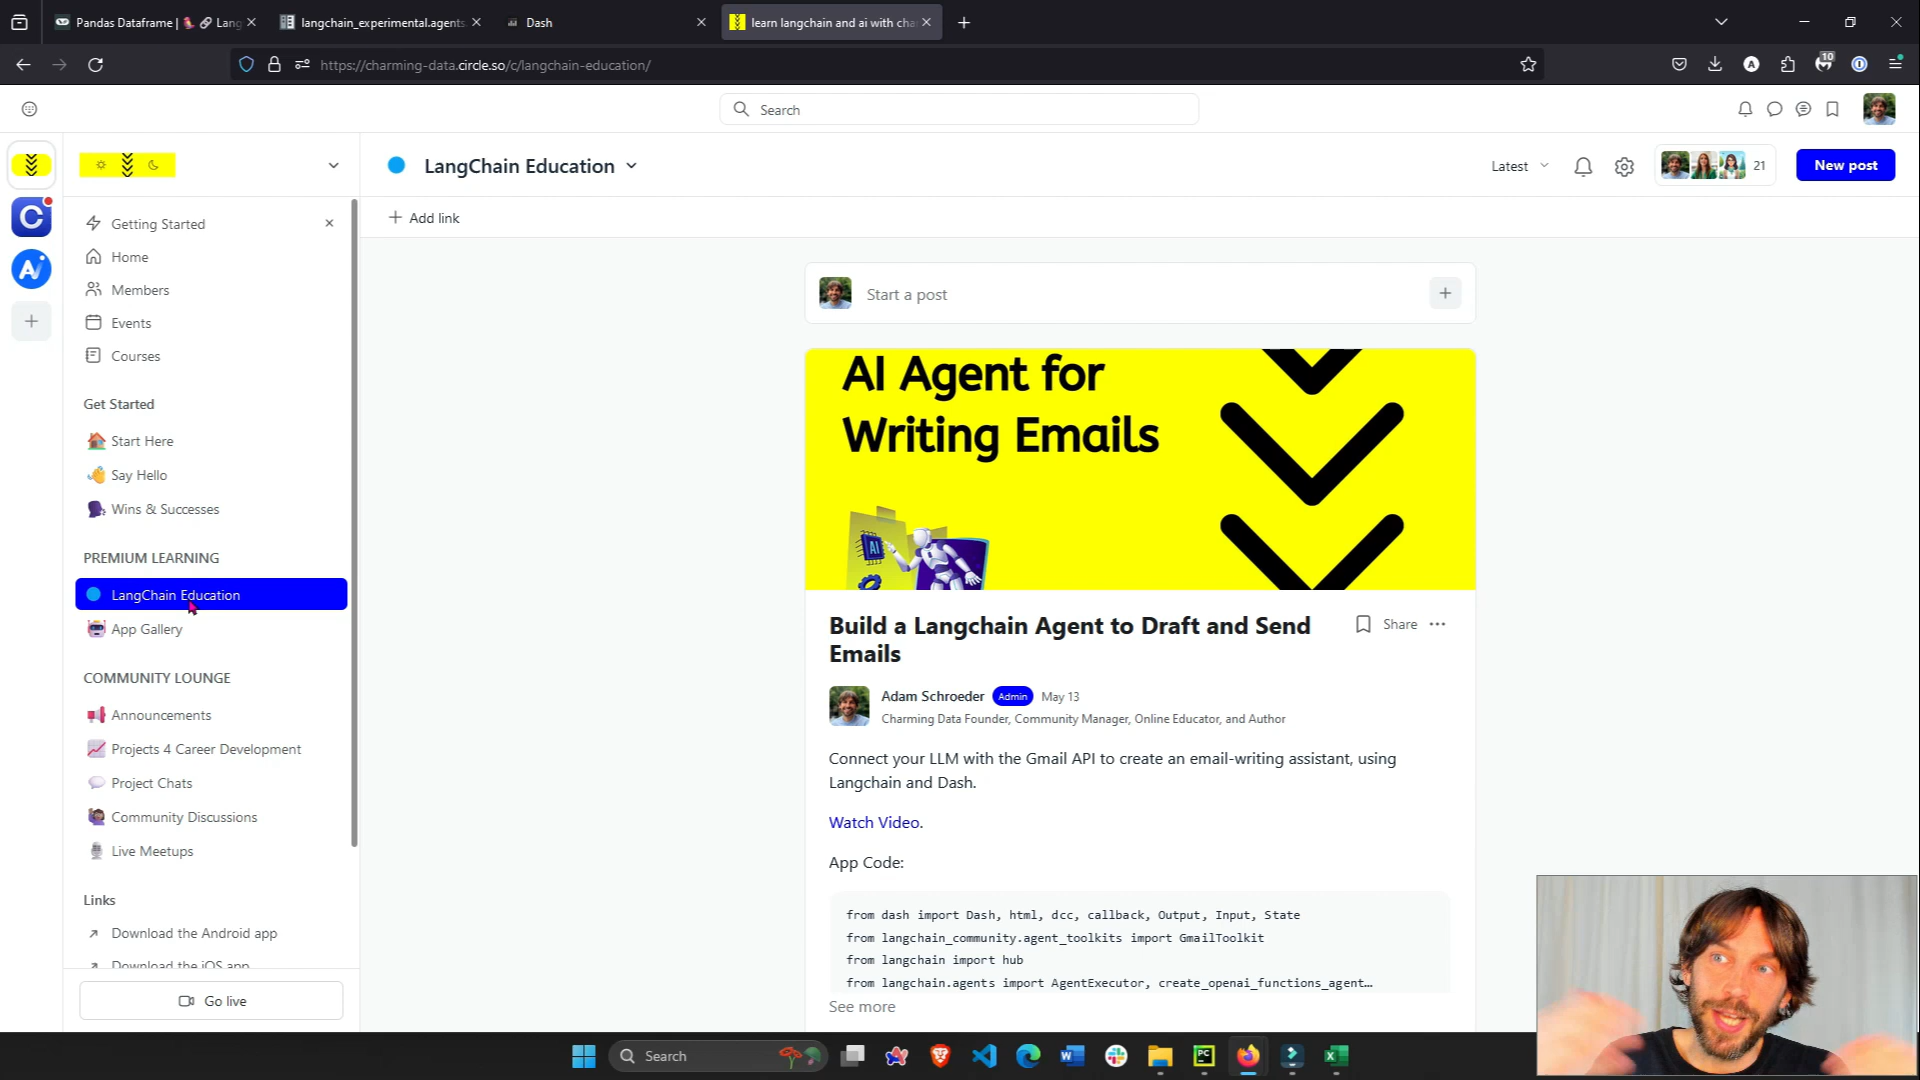 Pandas Dataframe | 🦜🔗 Lang
langchain_experimental.agents.
Dash
learn langchain and ai with cha
https://charming-data.circle.so/c/langchain-education/
10
Search
LangChain Education
Latest
21
New post
Add link
Getting Started
Home
Members
Events
Courses
Get Started
Start Here
Say Hello
Wins & Successes
PREMIUM LEARNING
LangChain Education
App Gallery
COMMUNITY LOUNGE
Announcements
Projects 4 Career Development
Project Chats
Community Discussions
Live Meetups
Links
Download the Android app
Download the iOS app
Go live
Start a post
AI Agent for
Writing Emails
AI
Build a Langchain Agent to Draft and Send
Emails
Share
Adam Schroeder Admin May 13
Charming Data Founder, Community Manager, Online Educator, and Author
Connect your LLM with the Gmail API to create an email-writing assistant, using
Langchain and Dash.
Watch Video.
App Code:
from dash import Dash, html, dcc, callback, Output, Input, State
from langchain_community.agent_toolkits import GmailToolkit
from langchain import hub
from langchain.agents import AgentExecutor, create_openai_functions_agent…
See more
Search